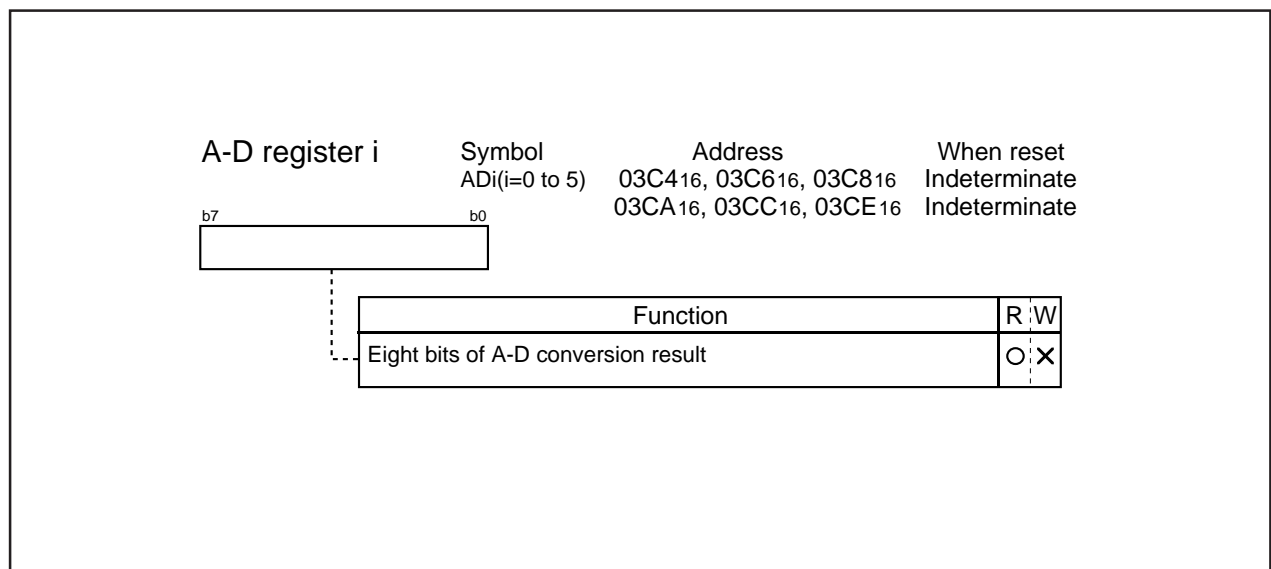 A-D register i Symbol Address When reset
ADi(i=0 to 5) 03C416, 03C616, 03C816 Indeterminate
03CA16, 03CC16, 03CE16 Indeterminate
b7 b0
Function R W
Eight bits of A-D conversion result O X